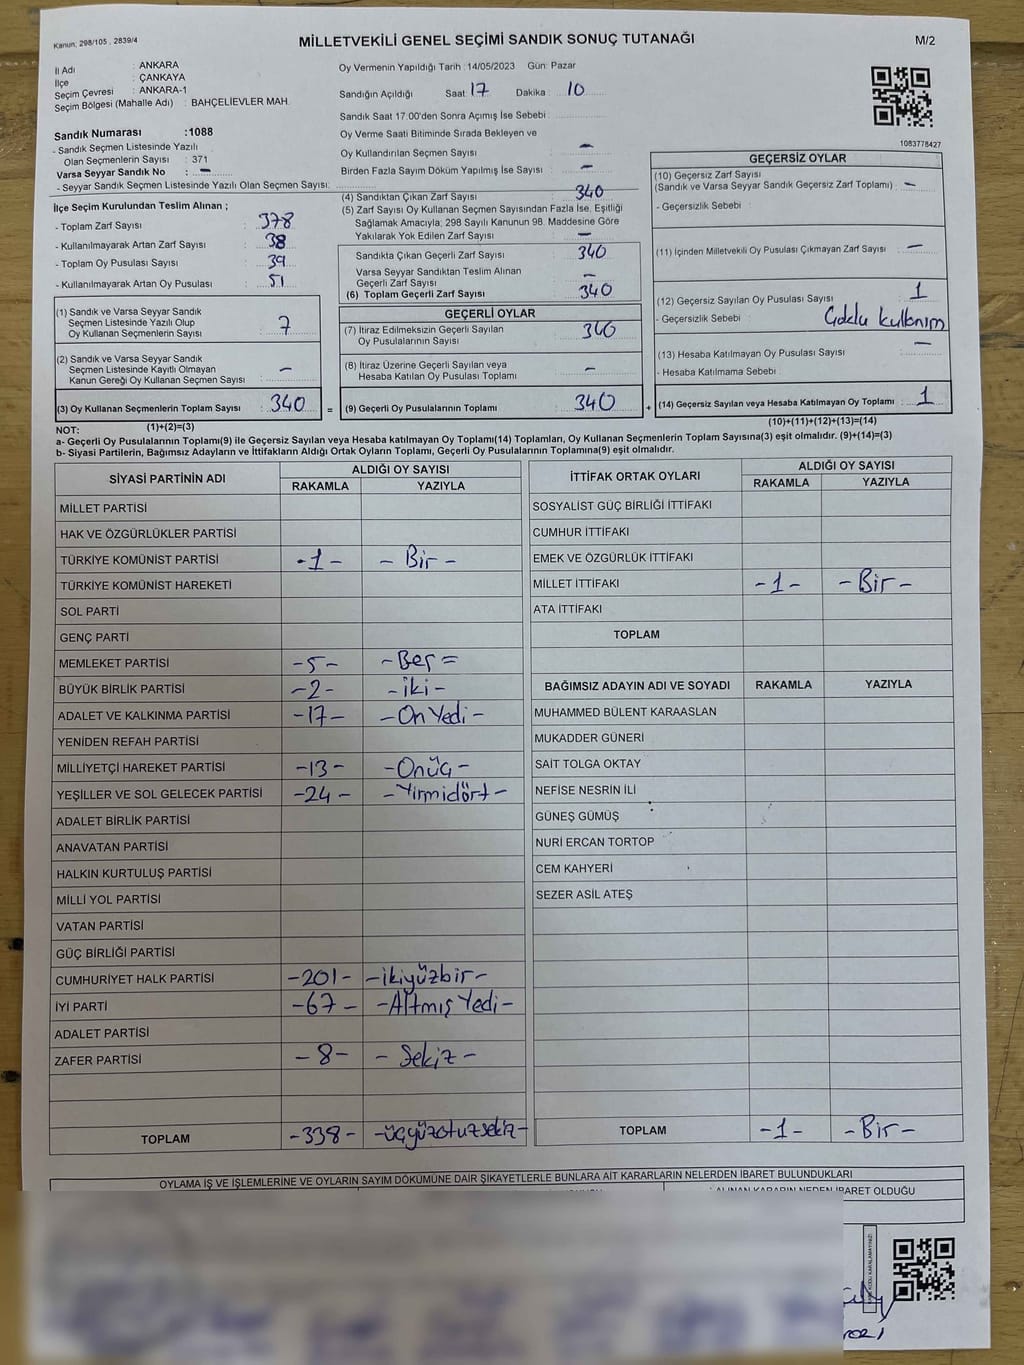 Kanun; 298/105 , 2839/4
MİLLETVEKİLİ GENEL SEÇİMİ SANDIK SONUÇ TUTANAĞI
M/2
İl Adı : ANKARA
İlçe : ÇANKAYA
Seçim Çevresi : ANKARA-1
Seçim Bölgesi (Mahalle Adı) : BAHÇELİEVLER MAH.
Sandık Numarası :1088
- Sandık Seçmen Listesinde Yazılı
Olan Seçmenlerin Sayısı : 371
Varsa Seyyar Sandık No : –
- Seyyar Sandık Seçmen Listesinde Yazılı Olan Seçmen Sayısı:
Oy Vermenin Yapıldığı Tarih :14/05/2023 Gün: Pazar
Sandığın Açıldığı Saat : 17 Dakika : 10
Sandık Saat 17:00'den Sonra Açımış İse Sebebi :
Oy Verme Saati Bitiminde Sırada Bekleyen ve
Oy Kullandırılan Seçmen Sayısı : –
Birden Fazla Sayım Döküm Yapılmış İse Sayısı : –
1083778427
İlçe Seçim Kurulundan Teslim Alınan ;
- Toplam Zarf Sayısı : 378
- Kullanılmayarak Artan Zarf Sayısı : 38
- Toplam Oy Pusulası Sayısı : 39
- Kullanılmayarak Artan Oy Pusulası : 51
(4) Sandıktan Çıkan Zarf Sayısı : 340
(5) Zarf Sayısı Oy Kullanan Seçmen Sayısından Fazla İse, Eşitliği
Sağlamak Amacıyla; 298 Sayılı Kanunun 98. Maddesine Göre
Yakılarak Yok Edilen Zarf Sayısı : –
Sandıkta Çıkan Geçerli Zarf Sayısı : 340
Varsa Seyyar Sandıktan Teslim Alınan
Geçerli Zarf Sayısı : –
(6) Toplam Geçerli Zarf Sayısı : 340
GEÇERSİZ OYLAR
(10) Geçersiz Zarf Sayısı
(Sandık ve Varsa Seyyar Sandık Geçersiz Zarf Toplamı) : –
- Geçersizlik Sebebi :
(11) İçinden Milletvekili Oy Pusulası Çıkmayan Zarf Sayısı : –
(12) Geçersiz Sayılan Oy Pusulası Sayısı : 1
- Geçersizlik Sebebi : Çoklu kullanım
(13) Hesaba Katılmayan Oy Pusulası Sayısı : –
- Hesaba Katılmama Sebebi :
(14) Geçersiz Sayılan veya Hesaba Katılmayan Oy Toplamı : 1
(10)+(11)+(12)+(13)=(14)
(1) Sandık ve Varsa Seyyar Sandık
Seçmen Listesinde Yazılı Olup
Oy Kullanan Seçmenlerin Sayısı : 7
(2) Sandık ve Varsa Seyyar Sandık
Seçmen Listesinde Kayıtlı Olmayan
Kanun Gereği Oy Kullanan Seçmen Sayısı : –
(3) Oy Kullanan Seçmenlerin Toplam Sayısı : 340 =
(1)+(2)=(3)
GEÇERLİ OYLAR
(7) İtiraz Edilmeksizin Geçerli Sayılan
Oy Pusulalarının Sayısı : 340
(8) İtiraz Üzerine Geçerli Sayılan veya
Hesaba Katılan Oy Pusulası Toplamı : –
(9) Geçerli Oy Pusulalarının Toplamı : 340 +
NOT:
a- Geçerli Oy Pusulalarının Toplamı(9) ile Geçersiz Sayılan veya Hesaba katılmayan Oy Toplamı(14) Toplamları, Oy Kullanan Seçmenlerin Toplam Sayısına(3) eşit olmalıdır. (9)+(14)=(3)
b- Siyasi Partilerin, Bağımsız Adayların ve İttifakların Aldığı Ortak Oyların Toplamı, Geçerli Oy Pusulalarının Toplamına(9) eşit olmalıdır.
SİYASİ PARTİNİN ADI ALDIĞI OY SAYISI
RAKAMLA YAZIYLA
MİLLET PARTİSİ
HAK VE ÖZGÜRLÜKLER PARTİSİ
TÜRKİYE KOMÜNİST PARTİSİ -1- - Bir -
TÜRKİYE KOMÜNİST HAREKETİ
SOL PARTİ
GENÇ PARTİ
MEMLEKET PARTİSİ -5- -Beş =
BÜYÜK BİRLİK PARTİSİ -2- -iki-
ADALET VE KALKINMA PARTİSİ -17- -On Yedi-
YENİDEN REFAH PARTİSİ
MİLLİYETÇİ HAREKET PARTİSİ -13- -Onüç-
YEŞİLLER VE SOL GELECEK PARTİSİ -24- -Yirmidört-
ADALET BİRLİK PARTİSİ
ANAVATAN PARTİSİ
HALKIN KURTULUŞ PARTİSİ
MİLLİ YOL PARTİSİ
VATAN PARTİSİ
GÜÇ BİRLİĞİ PARTİSİ
CUMHURİYET HALK PARTİSİ -201- -ikiyüzbir-
İYİ PARTİ -67- -Altmış Yedi-
ADALET PARTİSİ
ZAFER PARTİSİ -8- - Sekiz -
TOPLAM -338- -üçyüzotuzsekiz-
İTTİFAK ORTAK OYLARI ALDIĞI OY SAYISI
RAKAMLA YAZIYLA
SOSYALİST GÜÇ BİRLİĞİ İTTİFAKI
CUMHUR İTTİFAKI
EMEK VE ÖZGÜRLÜK İTTİFAKI
MİLLET İTTİFAKI -1- -Bir-
ATA İTTİFAKI
TOPLAM
BAĞIMSIZ ADAYIN ADI VE SOYADI RAKAMLA YAZIYLA
MUHAMMED BÜLENT KARAASLAN
MUKADDER GÜNERİ
SAİT TOLGA OKTAY
NEFİSE NESRİN İLİ
GÜNEŞ GÜMÜŞ
NURİ ERCAN TORTOP
CEM KAHYERİ
SEZER ASİL ATEŞ
TOPLAM -1- -Bir-
OYLAMA İŞ VE İŞLEMLERİNE VE OYLARIN SAYIM DÖKÜMÜNE DAİR ŞİKAYETLERLE BUNLARA AİT KARARLARIN NELERDEN İBARET BULUNDUKLARI
ALINAN KARARIN NEDEN İBARET OLDUĞU